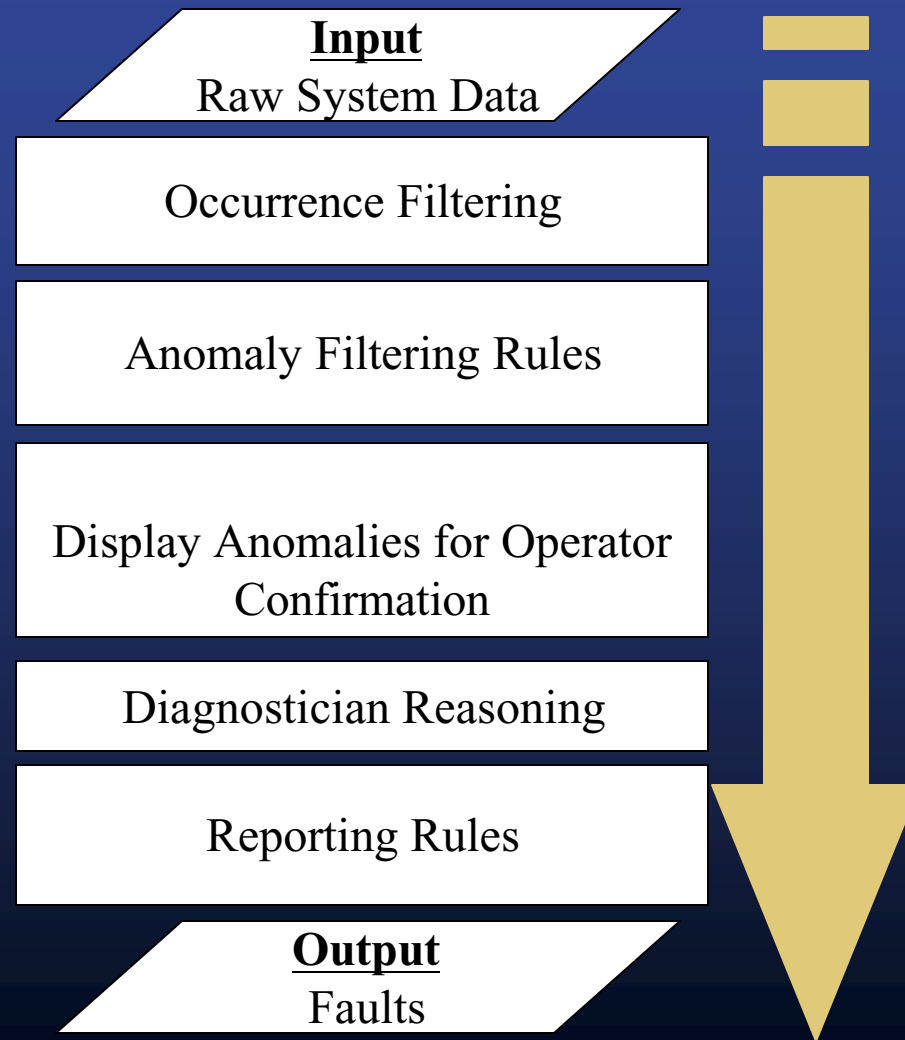 Input
Raw System Data
Occurrence Filtering
Anomaly Filtering Rules
Display Anomalies for Operator
Confirmation
Diagnostician Reasoning
Reporting Rules
Output
Faults